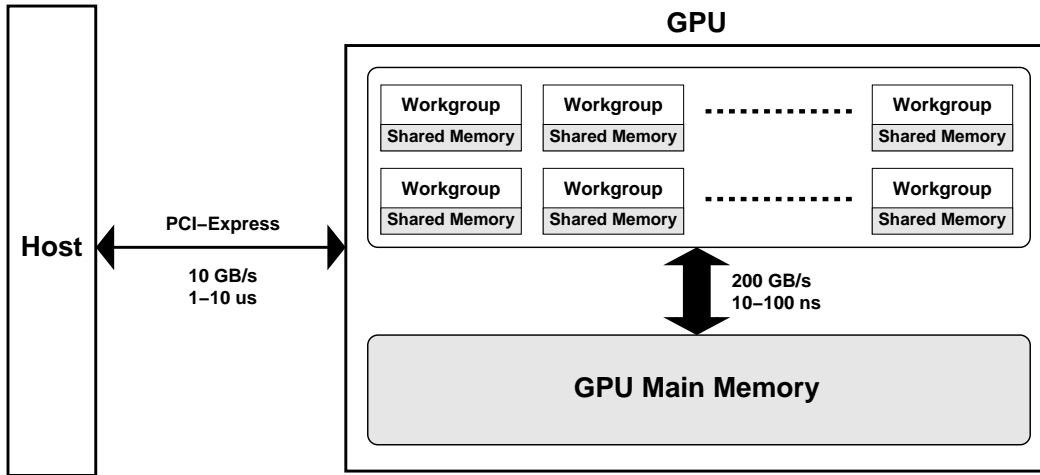 GPU
Workgroup Workgroup Workgroup
Shared Memory Shared Memory Shared Memory
Workgroup Workgroup Workgroup
Shared Memory Shared Memory Shared Memory
PCI–Express
Host
10 GB/s
1–10 us
200 GB/s
10–100 ns
GPU Main Memory